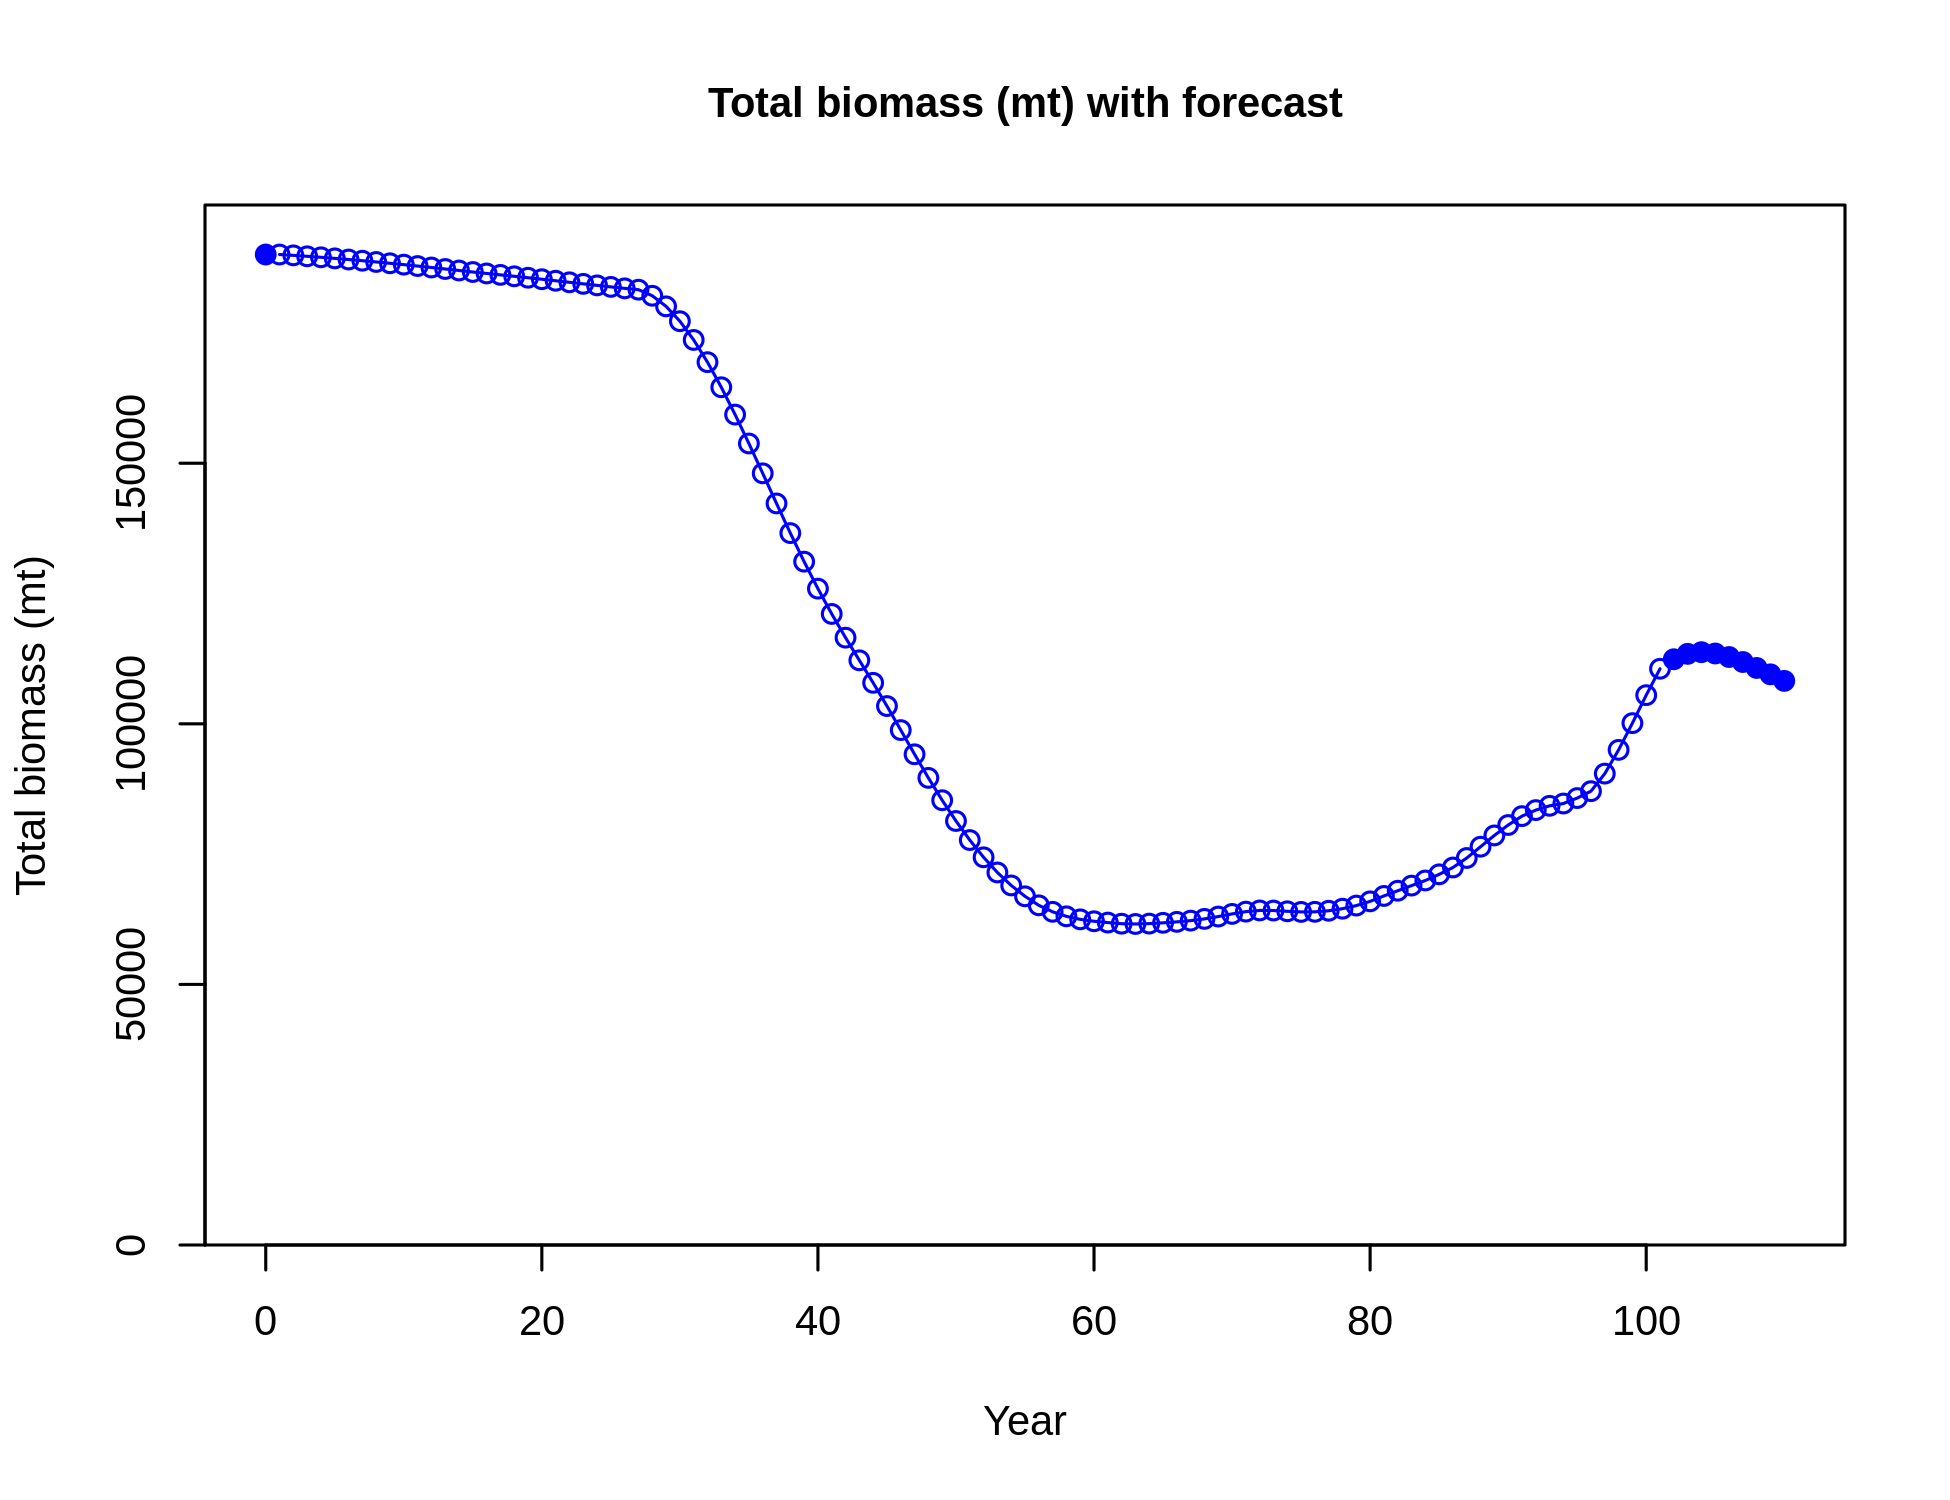 Total biomass (mt) with forecast
Total biomass (mt)
150000
100000
50000
0
0 20 40 60 80 100
Year